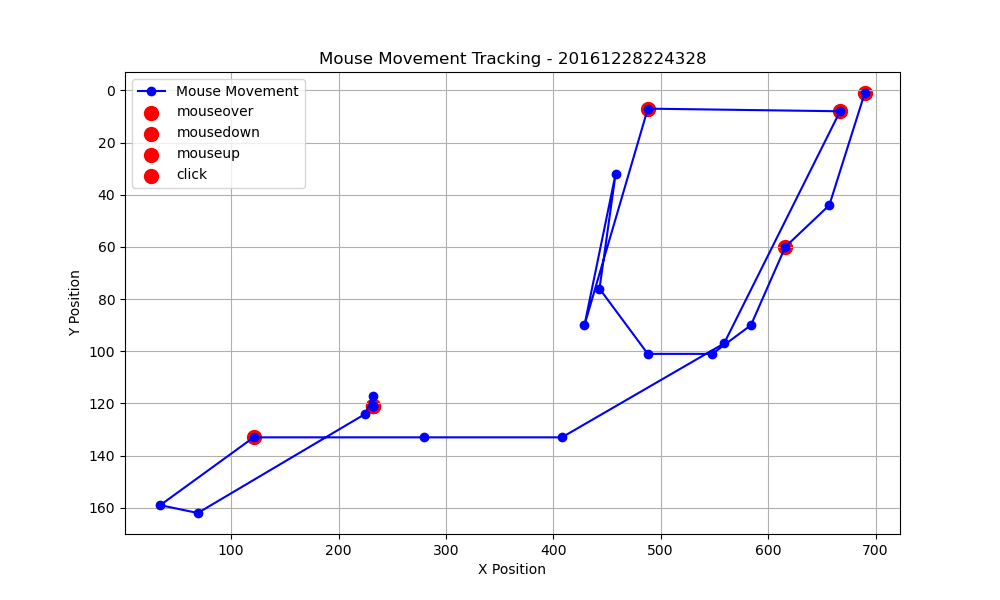 Mouse Movement Tracking - 20161228224328
Mouse Movement
mouseover
mousedown
mouseup
click
Y Position
0
20
40
60
80
100
120
140
160
100 200 300 400 500 600 700
X Position